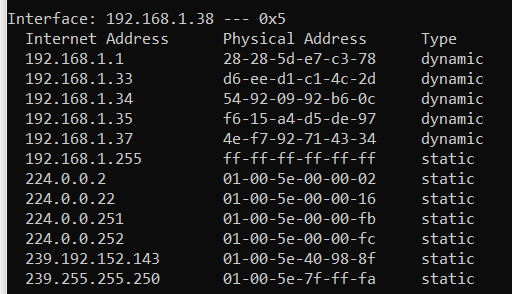 Interface: 192.168.1.38 --- 0x5
  Internet Address      Physical Address      Type
  192.168.1.1           28-28-5d-e7-c3-78     dynamic
  192.168.1.33          d6-ee-d1-c1-4c-2d     dynamic
  192.168.1.34          54-92-09-92-b6-0c     dynamic
  192.168.1.35          f6-15-a4-d5-de-97     dynamic
  192.168.1.37          4e-f7-92-71-43-34     dynamic
  192.168.1.255         ff-ff-ff-ff-ff-ff     static
  224.0.0.2             01-00-5e-00-00-02     static
  224.0.0.22            01-00-5e-00-00-16     static
  224.0.0.251           01-00-5e-00-00-fb     static
  224.0.0.252           01-00-5e-00-00-fc     static
  239.192.152.143       01-00-5e-40-98-8f     static
  239.255.255.250       01-00-5e-7f-ff-fa     static